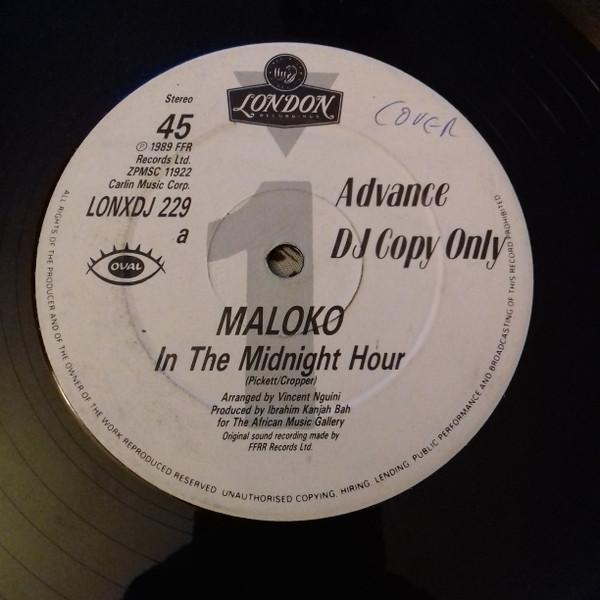 LONDON
RECORDINGS
COVER
Stereo
45
℗ 1989 FFR
Records Ltd.
ZPMSC 11922
Carlin Music Corp.
LONXDJ 229
a
OVAL
Advance
DJ Copy Only
1
MALOKO
In The Midnight Hour
(Pickett/Cropper)
Arranged by Vincent Nguini
Produced by Ibrahim Kanjah Bah
for The African Music Gallery
Original sound recording made by
FFRR Records Ltd.
ALL RIGHTS OF THE PRODUCER AND OF THE OWNER OF THE WORK REPRODUCED RESERVED. UNAUTHORISED COPYING, HIRING, LENDING, PUBLIC PERFORMANCE AND BROADCASTING OF THIS RECORD PROHIBITED